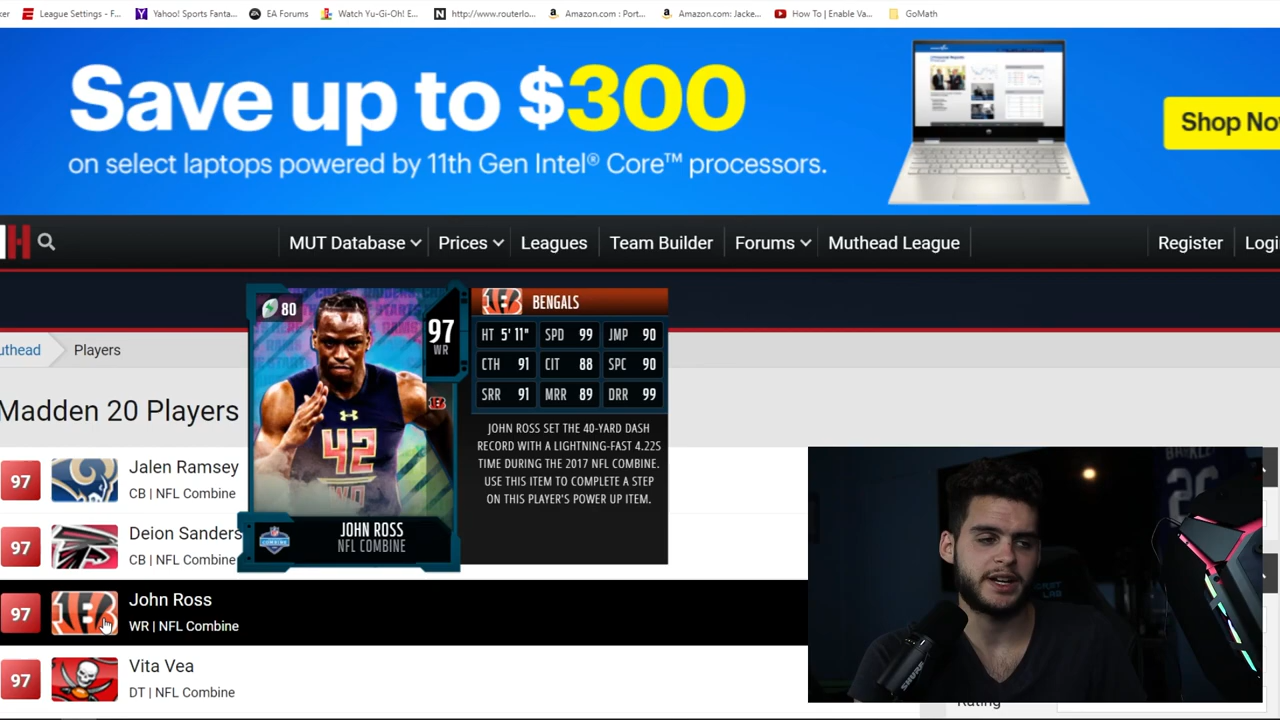 ker
League Settings - F...
Yahoo! Sports Fanta...
EA Forums
Watch Yu-Gi-Oh! E...
http://www.routerlo...
Amazon.com : Port...
Amazon.com: Jacke...
How To | Enable Va...
GoMath
Save up to $300
on select laptops powered by 11th Gen Intel® Core™ processors.
Shop No
H
MUT Database
Prices
Leagues
Team Builder
Forums
Muthead League
Register
Logi
80
97
WR
42
WO
JOHN ROSS
NFL COMBINE
BENGALS
HT 5' 11" SPD 99 JMP 90
CTH 91 CIT 88 SPC 90
SRR 91 MRR 89 DRR 99
JOHN ROSS SET THE 40-YARD DASH
RECORD WITH A LIGHTNING-FAST 4.22S
TIME DURING THE 2017 NFL COMBINE.
USE THIS ITEM TO COMPLETE A STEP
ON THIS PLAYER'S POWER UP ITEM.
uthead
Players
Madden 20 Players
97
Jalen Ramsey
CB | NFL Combine
97
Deion Sanders
CB | NFL Combine
97
John Ross
WR | NFL Combine
97
Vita Vea
DT | NFL Combine
SHURE